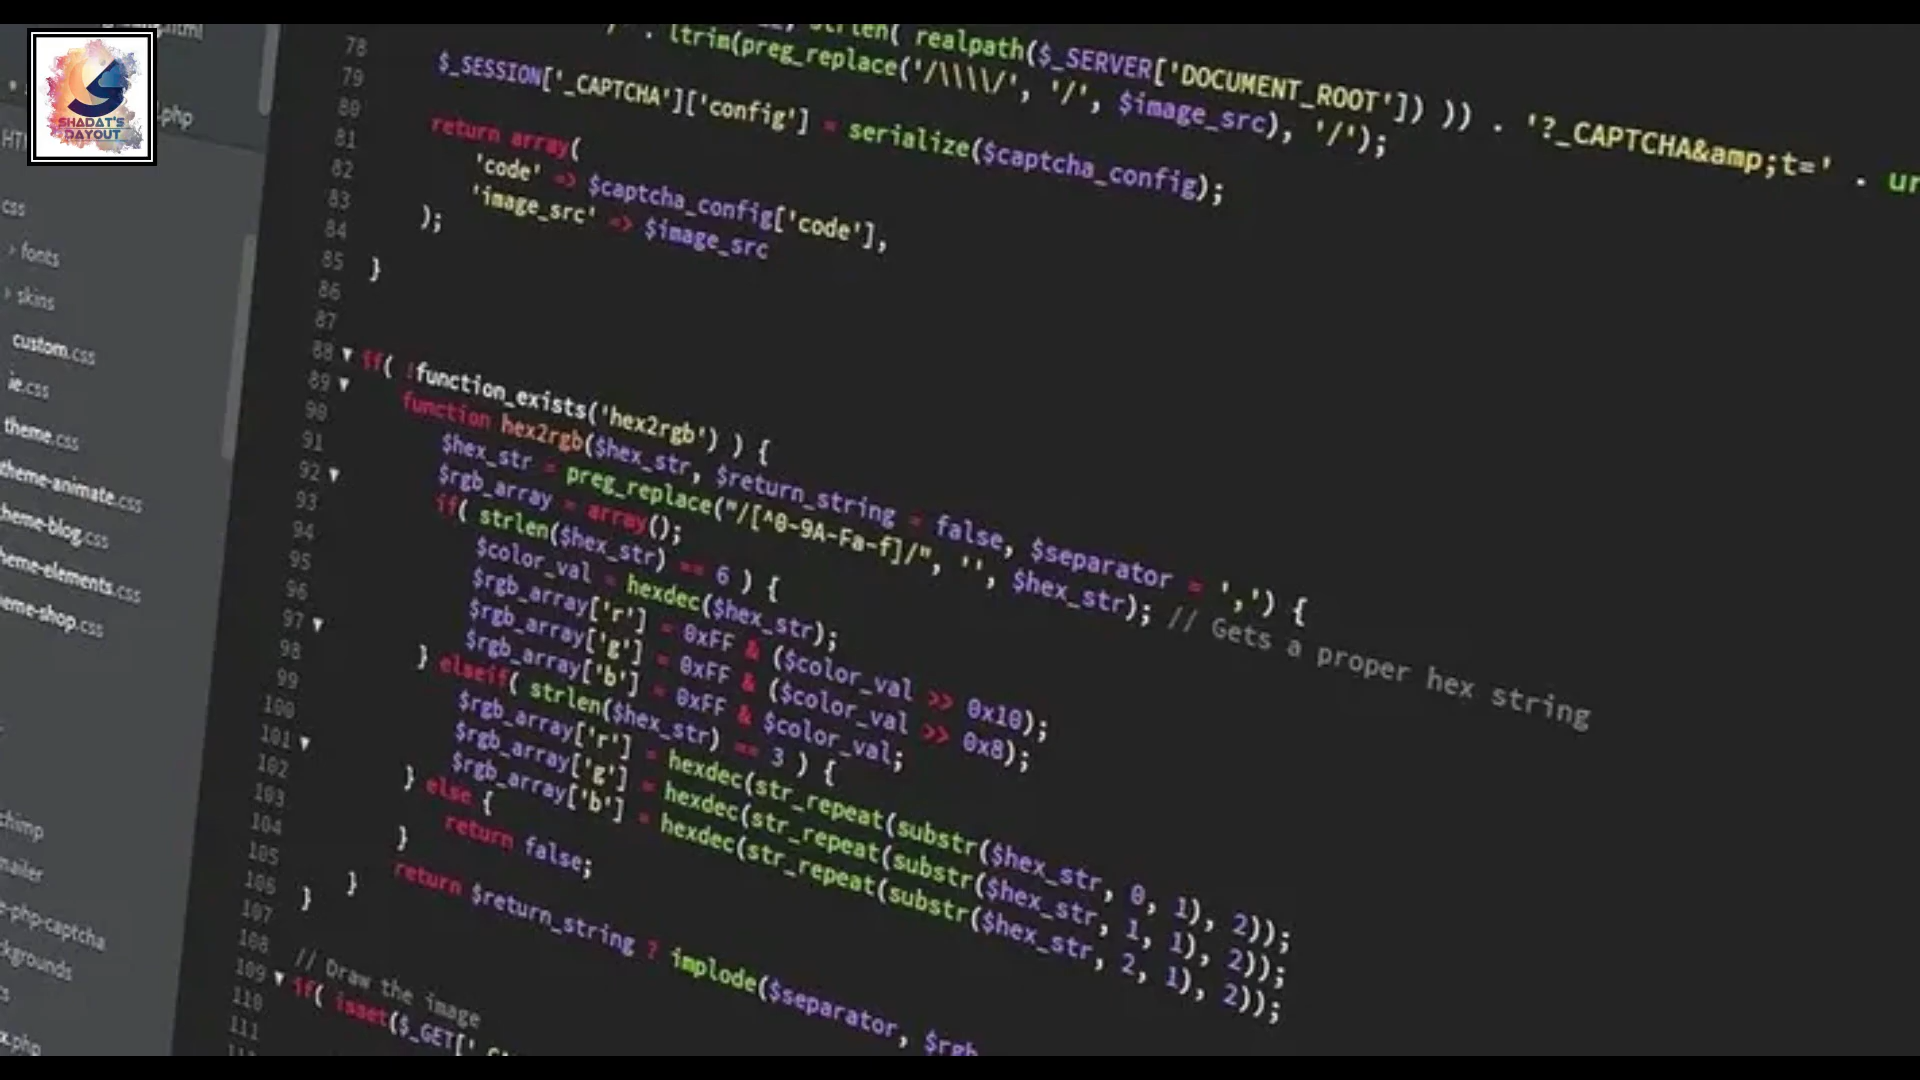 SHADAT'S
DAYOUT
.php
css
fonts
skins
custom.css
ie.css
theme.css
theme-animate.css
heme-blog.css
heme-elements.css
eme-shop.css
chimp
mailer
e-php-captcha
kgrounds
x.php
strlen( realpath($_SERVER['DOCUMENT_ROOT']) )) . '?_CAPTCHA&amp;t=' . ur
78 . ltrim(preg_replace('/\\\\/', '/', $image_src), '/');
79 $_SESSION['_CAPTCHA']['config'] = serialize($captcha_config);
80
81 return array(
82 'code' => $captcha_config['code'],
83 'image_src' => $image_src
84 );
85 }
86
87
88 if( !function_exists('hex2rgb') ) {
89 function hex2rgb($hex_str, $return_string = false, $separator = ',') {
90 $hex_str = preg_replace("/[^0-9A-Fa-f]/", '', $hex_str); // Gets a proper hex string
91 $rgb_array = array();
92 if( strlen($hex_str) == 6 ) {
93 $color_val = hexdec($hex_str);
94 $rgb_array['r'] = 0xFF & ($color_val >> 0x10);
95 $rgb_array['g'] = 0xFF & ($color_val >> 0x8);
96 $rgb_array['b'] = 0xFF & $color_val;
97 } elseif( strlen($hex_str) == 3 ) {
98 $rgb_array['r'] = hexdec(str_repeat(substr($hex_str, 0, 1), 2));
99 $rgb_array['g'] = hexdec(str_repeat(substr($hex_str, 1, 1), 2));
100 $rgb_array['b'] = hexdec(str_repeat(substr($hex_str, 2, 1), 2));
101 } else {
102 return false;
103 }
104 return $return_string ? implode($separator, $rgb
105 }
106 }
107
108 // Draw the image
109 if( isset($_GET['
110
111